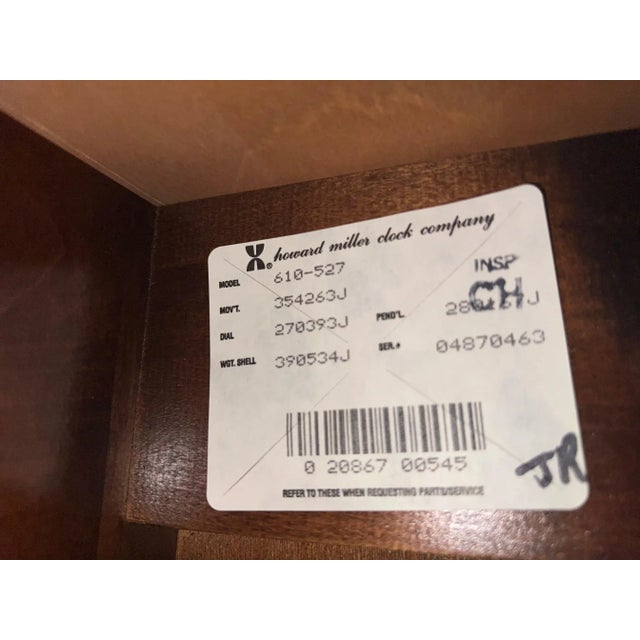 howard miller clock company
MODEL 610-527 INSP
MOV'T. 354263J CH
DIAL 270393J PEND'L.
WGT. SHELL 390534J SER.# 04870463
0 20867 00545
JR
REFER TO THESE WHEN REQUESTING PARTS/SERVICE